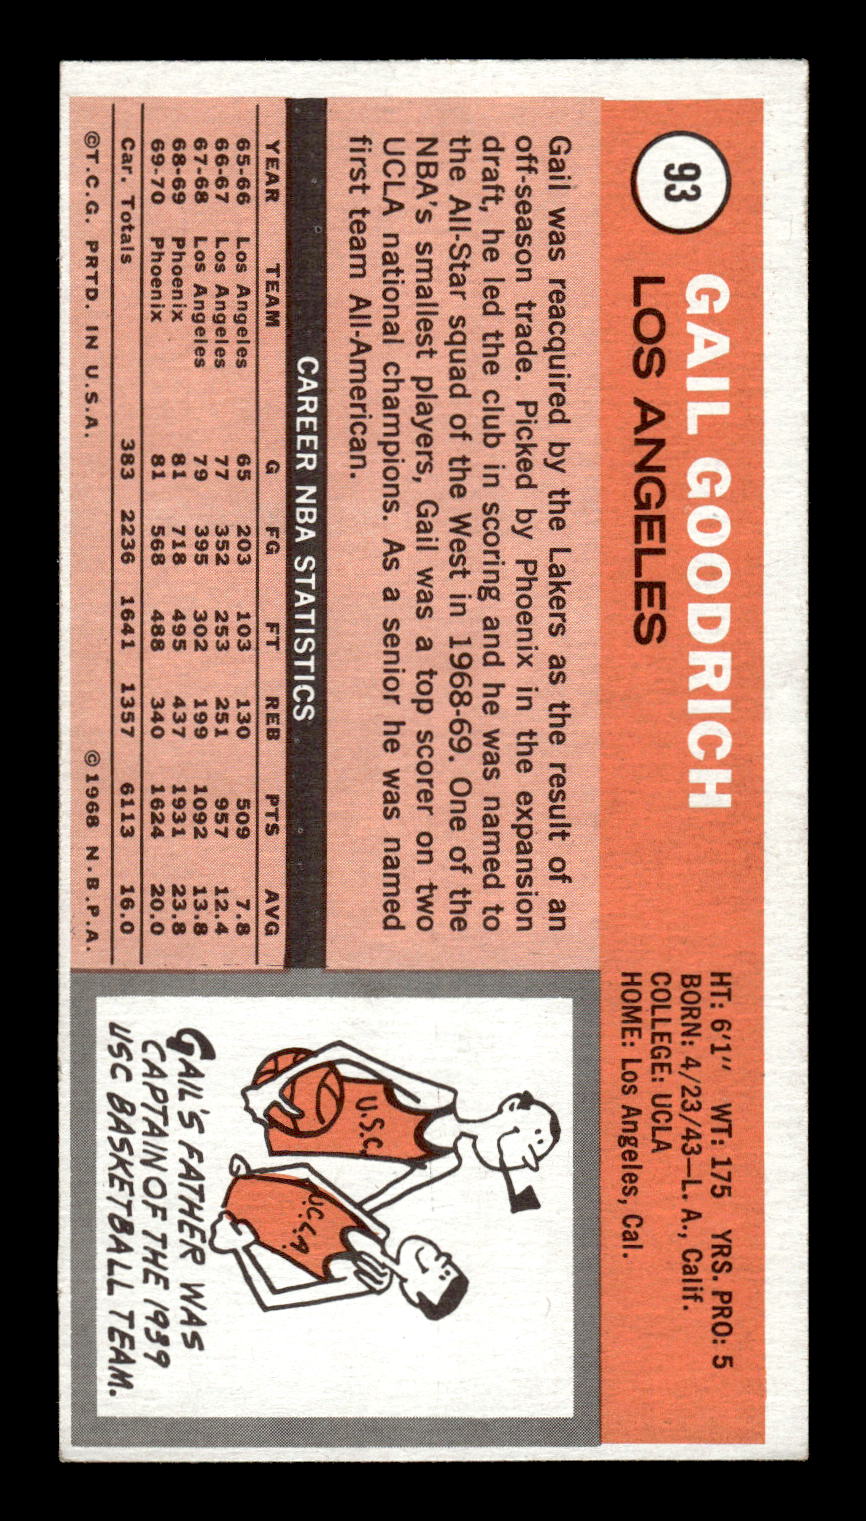 93
GAIL GOODRICH
LOS ANGELES
HT: 6'1" WT: 175 YRS. PRO: 5
BORN: 4/23/43—L. A., Calif.
COLLEGE: UCLA
HOME: Los Angeles, Cal.
Gail was reacquired by the Lakers as the result of an
off-season trade. Picked by Phoenix in the expansion
draft, he led the club in scoring and he was named to
the All-Star squad of the West in 1968-69. One of the
NBA's smallest players, Gail was a top scorer on two
UCLA national champions. As a senior he was named
first team All-American.
CAREER NBA STATISTICS
YEAR TEAM G FG FT REB PTS AVG
65-66 Los Angeles 65 203 103 130 509 7.8
66-67 Los Angeles 77 352 253 251 957 12.4
67-68 Los Angeles 79 395 302 199 1092 13.8
68-69 Phoenix 81 718 495 437 1931 23.8
69-70 Phoenix 81 568 488 340 1624 20.0
Car. Totals 383 2236 1641 1357 6113 16.0
©T.C.G. PRTD. IN U.S.A. ©1968 N.B.P.A.
U.S.C.
U.C.L.A.
GAIL'S FATHER WAS
CAPTAIN OF THE 1939
USC BASKETBALL TEAM.